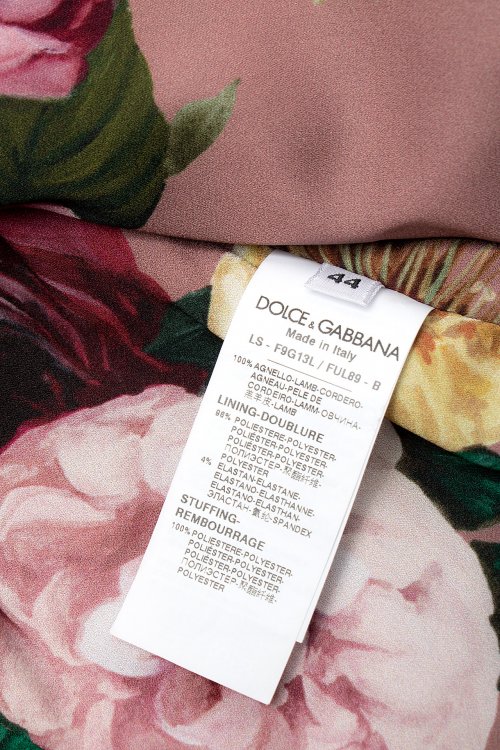 44
DOLCE & GABBANA
Made in Italy
LS - F9G13L / FUL89 - B
100% AGNELLO-LAMB-CORDERO-
AGNEAU-PELE DE
CORDEIRO-LAMM-ОВЧИНА-
羔羊皮-LAMB
LINING-DOUBLURE
96% POLIESTERE-POLYESTER-
POLIÉSTER-POLYESTER-
POLIÉSTER-POLYESTER-
ПОЛИЭСТЕР-聚酯纤维-
POLYESTER
4% ELASTAN-ELASTANE-
ELASTANO-ELASTHANNE-
ELASTANO-ELASTHAN-
ЭЛАСТАН-氨纶-SPANDEX
STUFFING-
REMBOURRAGE
100% POLIESTERE-POLYESTER-
POLIÉSTER-POLYESTER-
POLIÉSTER-POLYESTER-
ПОЛИЭСТЕР-聚酯纤维-
POLYESTER